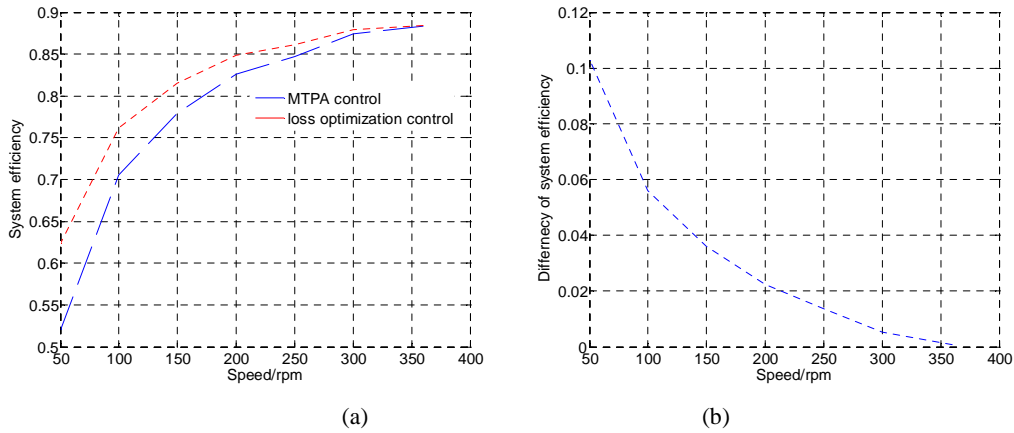 0.9
0.85
0.8
0.75
0.7
0.65
0.6
0.55
0.5
System efficiency
MTPA control
loss optimization control
50 100 150 200 250 300 350 400
Speed/rpm
(a)
0.12
0.1
0.08
0.06
0.04
0.02
0
Differnecy of system efficiency
50 100 150 200 250 300 350 400
Speed/rpm
(b)